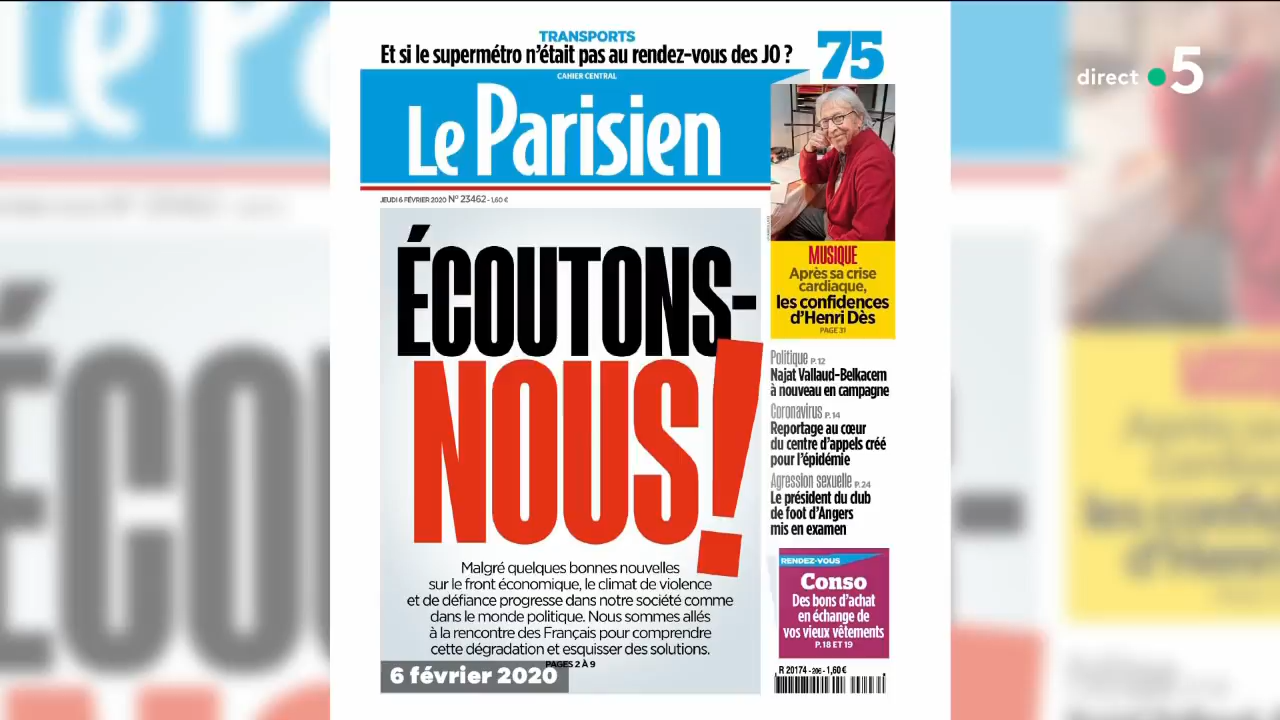 TRANSPORTS
Et si le supermétro n'était pas au rendez-vous des JO ?
75
CAHIER CENTRAL
Le Parisien
direct 5
JEUDI 6 FÉVRIER 2020 N° 23462 - 1,60 €
ÉCOUTONS-
NOUS!
Malgré quelques bonnes nouvelles
sur le front économique, le climat de violence
et de défiance progresse dans notre société comme
dans le monde politique. Nous sommes allés
à la rencontre des Français pour comprendre
cette dégradation et esquisser des solutions.
PAGES 2 À 9
6 février 2020
MUSIQUE
Après sa crise
cardiaque,
les confidences
d'Henri Dès
PAGE 31
Politique P.12
Najat Vallaud-Belkacem
à nouveau en campagne
Coronavirus P.14
Reportage au cœur
du centre d'appels créé
pour l'épidémie
Agression sexuelle P.24
Le président du club
de foot d'Angers
mis en examen
RENDEZ-VOUS
Conso
Des bons d'achat
en échange de
vos vieux vêtements
P.18 ET 19
R 20174 - 206 - 1,60 €